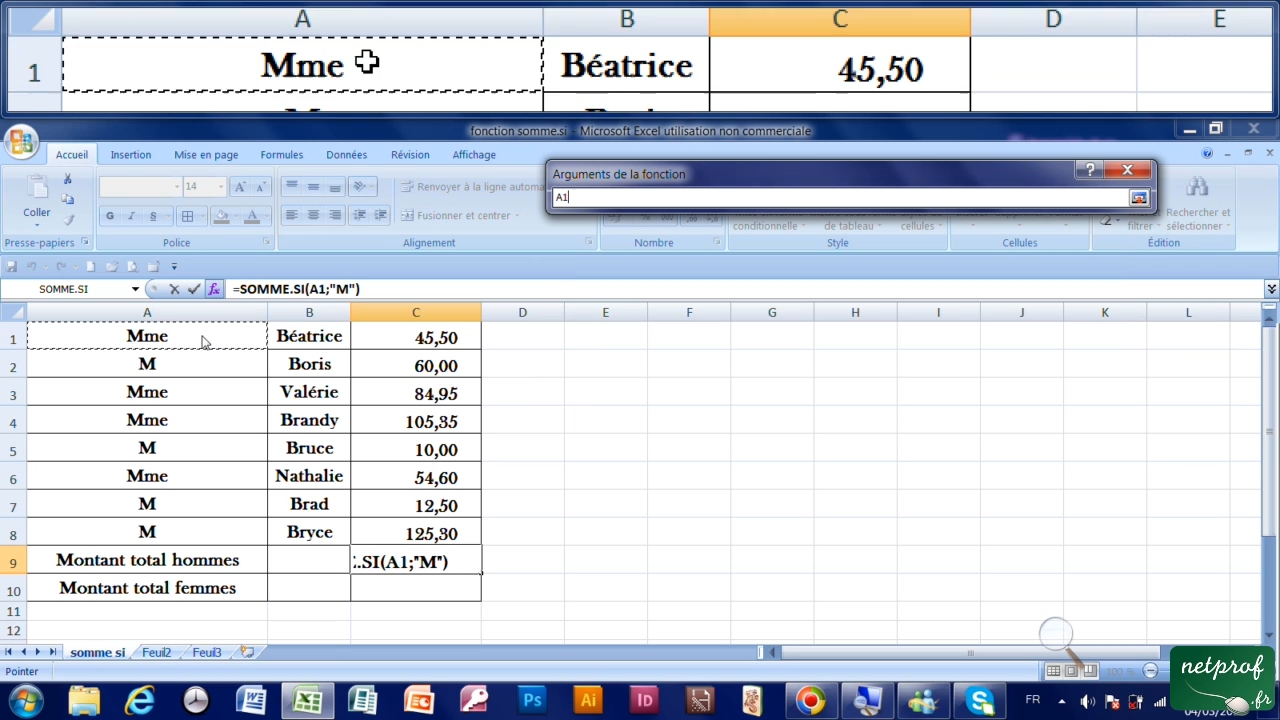 A B C D E
1 Mme Béatrice 45,50
fonction somme.si - Microsoft Excel utilisation non commerciale
Accueil Insertion Mise en page Formules Données Révision Affichage
Arguments de la fonction
A1
14
Coller
Renvoyer à la ligne automa
G I S
Fusionner et centrer
conditionnelle de tableau cellules
Rechercher et
filtrer sélectionner
Presse-papiers Police Alignement Nombre Style Cellules Édition
SOMME.SI =SOMME.SI(A1;"M")
A B C D E F G H I J K L
1 Mme Béatrice 45,50
2 M Boris 60,00
3 Mme Valérie 84,95
4 Mme Brandy 105,35
5 M Bruce 10,00
6 Mme Nathalie 54,60
7 M Brad 12,50
8 M Bryce 125,30
9 Montant total hommes .SI(A1;"M")
10 Montant total femmes
11
12
somme si Feuil2 Feuil3
Pointer
netprof
.fr
Ps Ai Id
FR